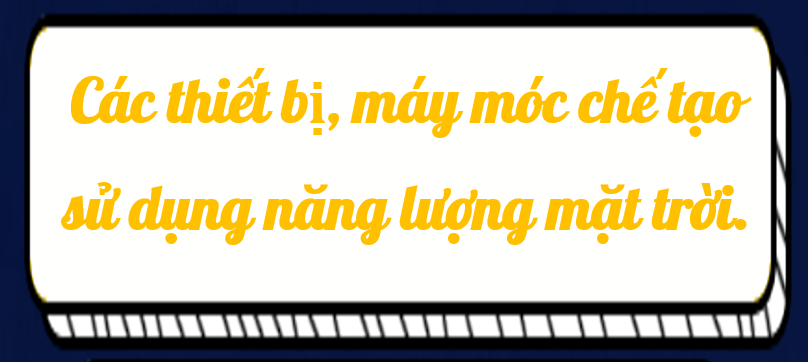 Các thiết bị, máy móc chế tạo
sử dụng năng lượng mặt trời.